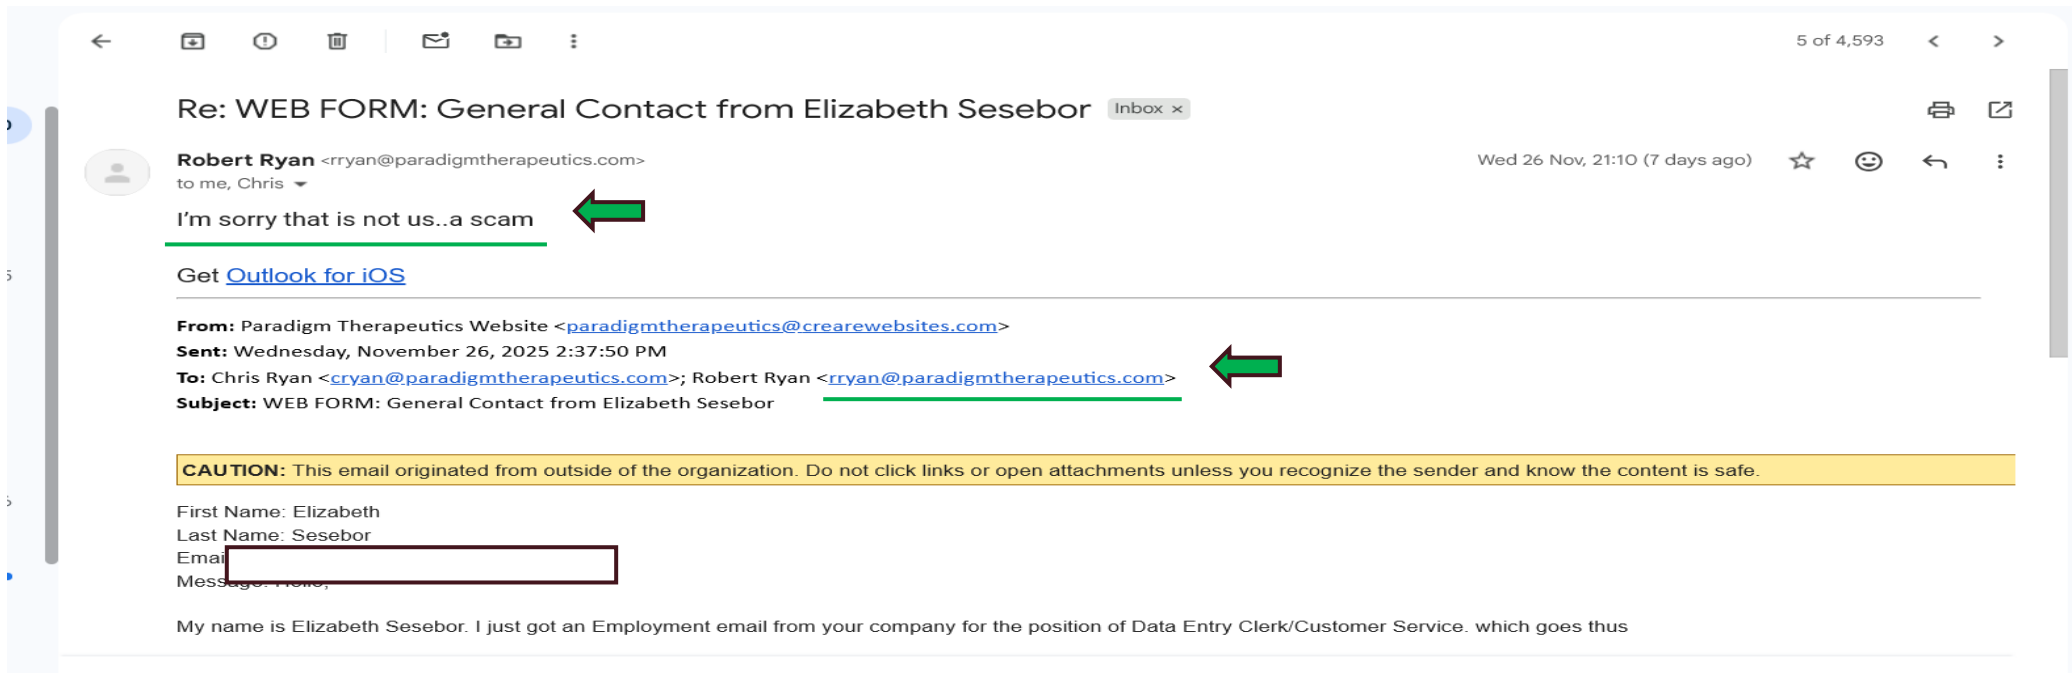 5 of 4,593
Re: WEB FORM: General Contact from Elizabeth Sesebor Inbox ×
Robert Ryan <rryan@paradigmtherapeutics.com> Wed 26 Nov, 21:10 (7 days ago)
to me, Chris
I'm sorry that is not us..a scam
Get Outlook for iOS
From: Paradigm Therapeutics Website <paradigmtherapeutics@crearewebsites.com>
Sent: Wednesday, November 26, 2025 2:37:50 PM
To: Chris Ryan <cryan@paradigmtherapeutics.com>; Robert Ryan <rryan@paradigmtherapeutics.com>
Subject: WEB FORM: General Contact from Elizabeth Sesebor
CAUTION: This email originated from outside of the organization. Do not click links or open attachments unless you recognize the sender and know the content is safe.
First Name: Elizabeth
Last Name: Sesebor
Emai
Message: Hello,
My name is Elizabeth Sesebor. I just got an Employment email from your company for the position of Data Entry Clerk/Customer Service. which goes thus